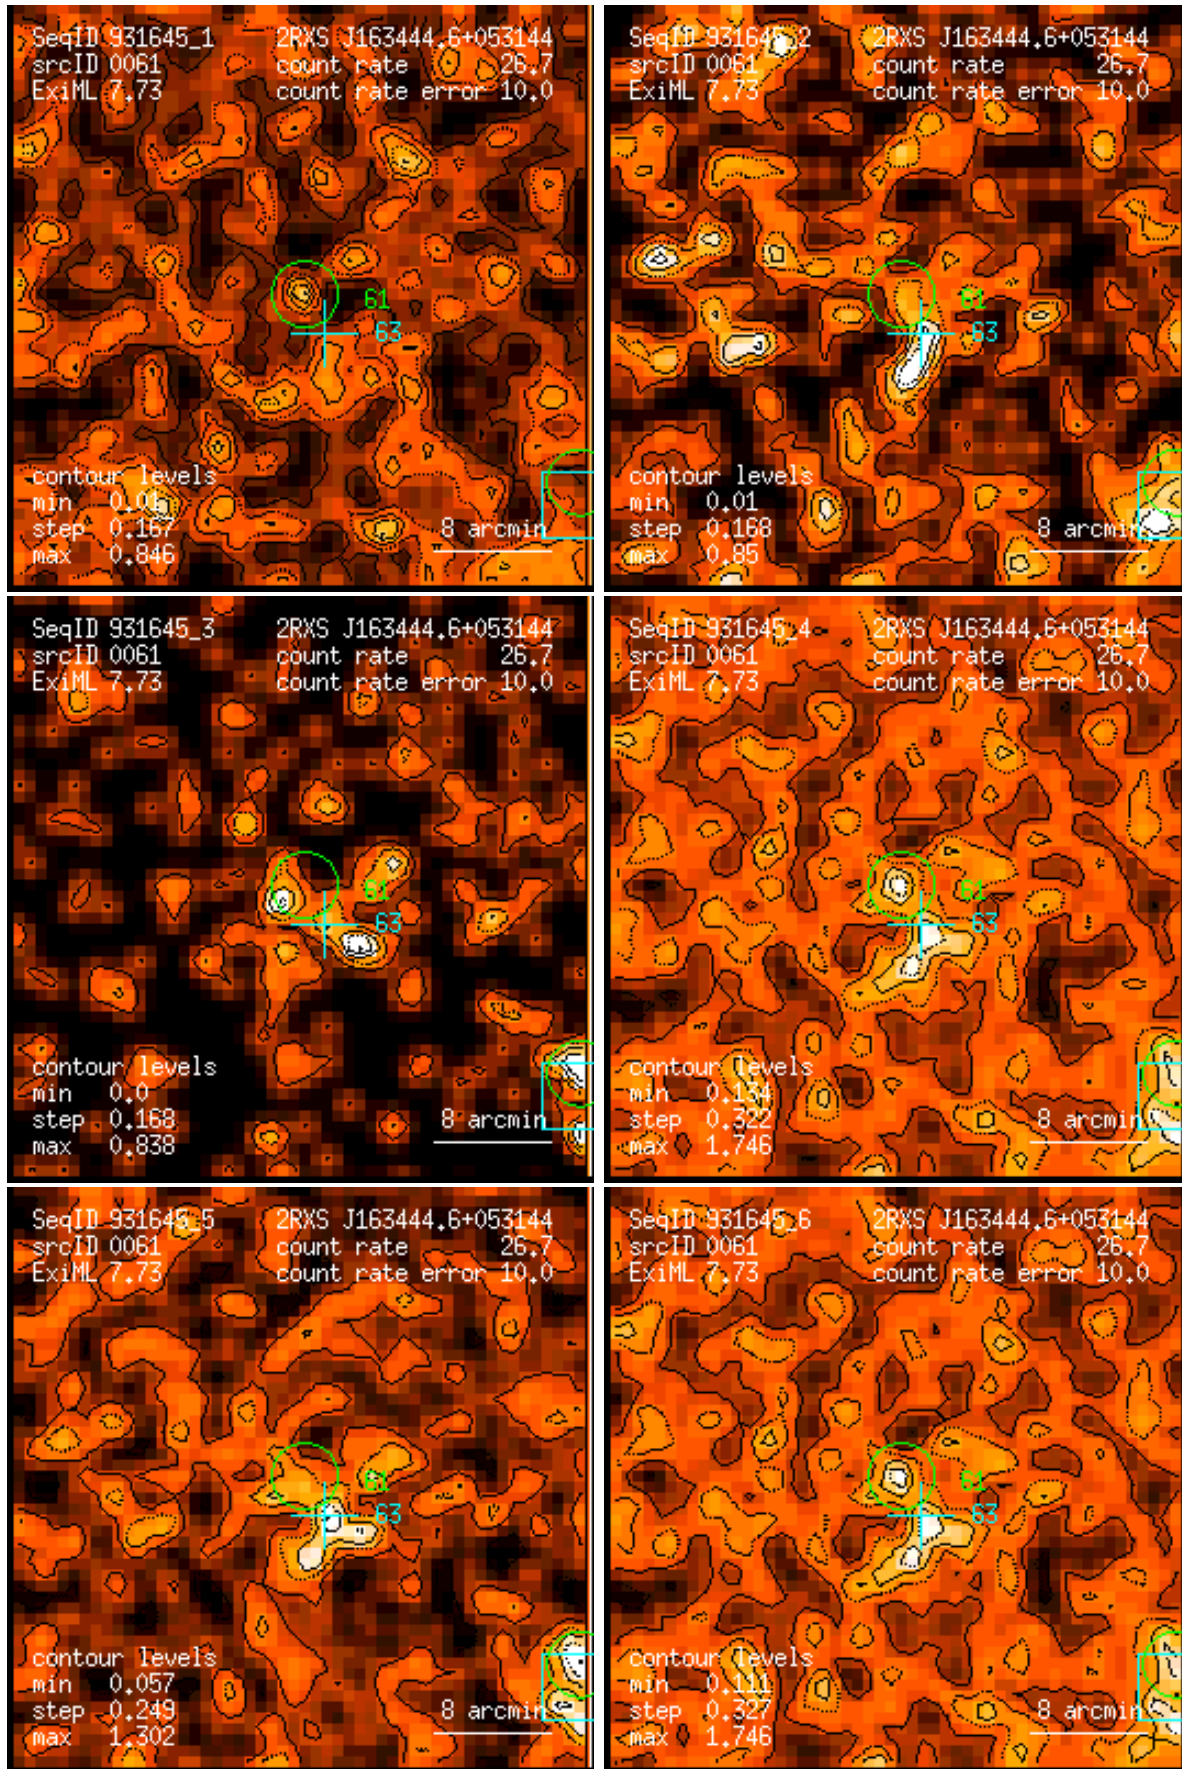 SeqID 931645_1 2RXS J163444.6+053144
srcID 0061 count rate 26.7
ExiML 7.73 count rate error 10.0
61
63
contour levels
min 0.01
step 0.167
max 0.846
8 arcmin
SeqID 931645_2 2RXS J163444.6+053144
srcID 0061 count rate 26.7
ExiML 7.73 count rate error 10.0
61
63
contour levels
min 0.01
step 0.168
max 0.85
8 arcmin
SeqID 931645_3 2RXS J163444.6+053144
srcID 0061 count rate 26.7
ExiML 7.73 count rate error 10.0
61
63
contour levels
min 0.0
step 0.168
max 0.838
8 arcmin
SeqID 931645_4 2RXS J163444.6+053144
srcID 0061 count rate 26.7
ExiML 7.73 count rate error 10.0
61
63
contour levels
min 0.134
step 0.322
max 1.746
8 arcmin
SeqID 931645_5 2RXS J163444.6+053144
srcID 0061 count rate 26.7
ExiML 7.73 count rate error 10.0
61
63
contour levels
min 0.057
step 0.249
max 1.302
8 arcmin
SeqID 931645_6 2RXS J163444.6+053144
srcID 0061 count rate 26.7
ExiML 7.73 count rate error 10.0
61
63
contour levels
min 0.111
step 0.327
max 1.746
8 arcmin